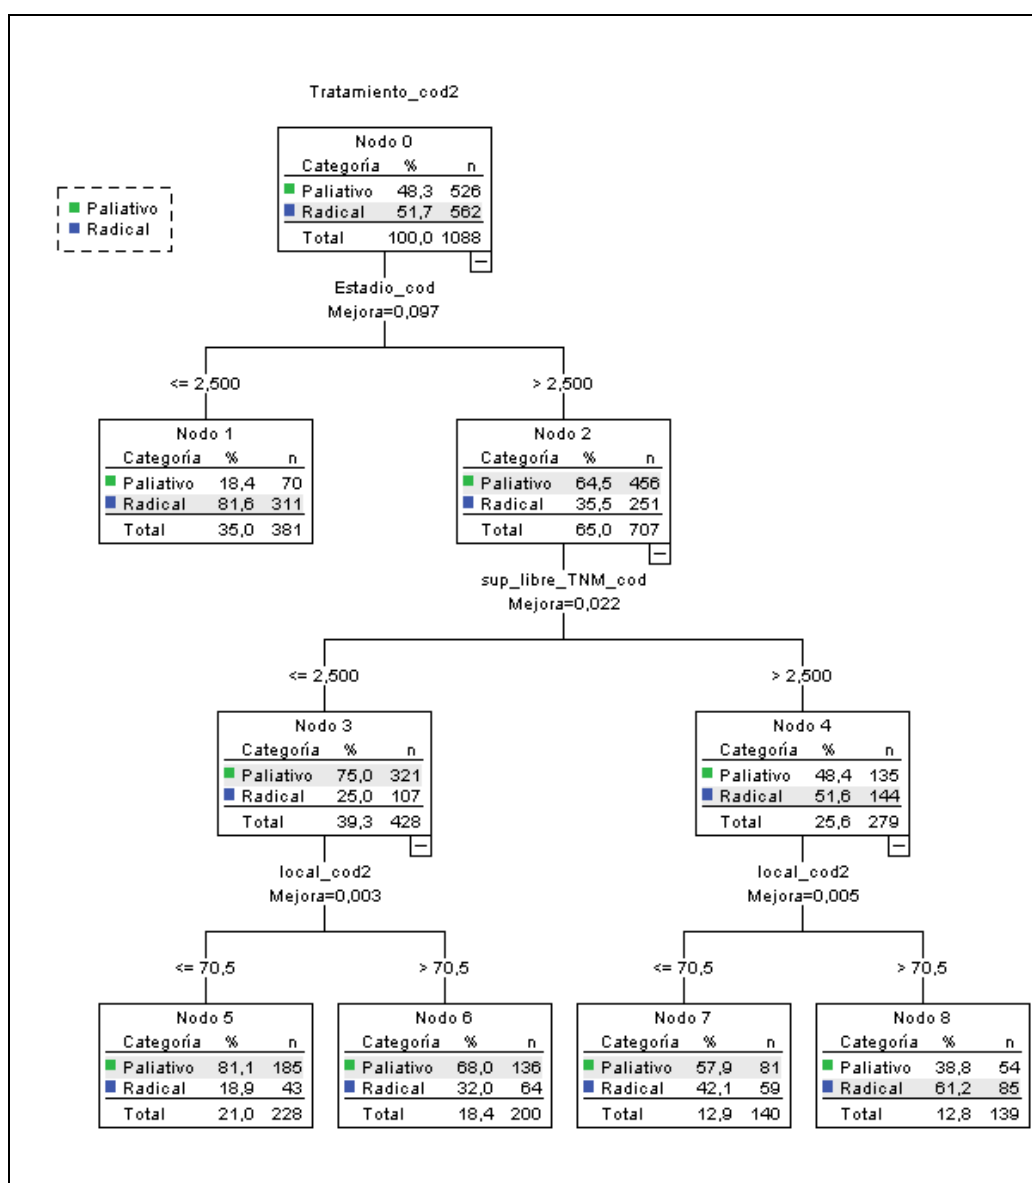 Tratamiento_cod2
Paliativo
Radical
Nodo 0
Categoría % n
Paliativo 48,3 526
Radical 51,7 562
Total 100,0 1088
Estadio_cod
Mejora=0,097
<= 2,500
> 2,500
Nodo 1
Categoría % n
Paliativo 18,4 70
Radical 81,6 311
Total 35,0 381
Nodo 2
Categoría % n
Paliativo 64,5 456
Radical 35,5 251
Total 65,0 707
sup_libre_TNM_cod
Mejora=0,022
<= 2,500
> 2,500
Nodo 3
Categoría % n
Paliativo 75,0 321
Radical 25,0 107
Total 39,3 428
Nodo 4
Categoría % n
Paliativo 48,4 135
Radical 51,6 144
Total 25,6 279
local_cod2
Mejora=0,003
local_cod2
Mejora=0,005
<= 70,5
> 70,5
<= 70,5
> 70,5
Nodo 5
Categoría % n
Paliativo 81,1 185
Radical 18,9 43
Total 21,0 228
Nodo 6
Categoría % n
Paliativo 68,0 136
Radical 32,0 64
Total 18,4 200
Nodo 7
Categoría % n
Paliativo 57,9 81
Radical 42,1 59
Total 12,9 140
Nodo 8
Categoría % n
Paliativo 38,8 54
Radical 61,2 85
Total 12,8 139